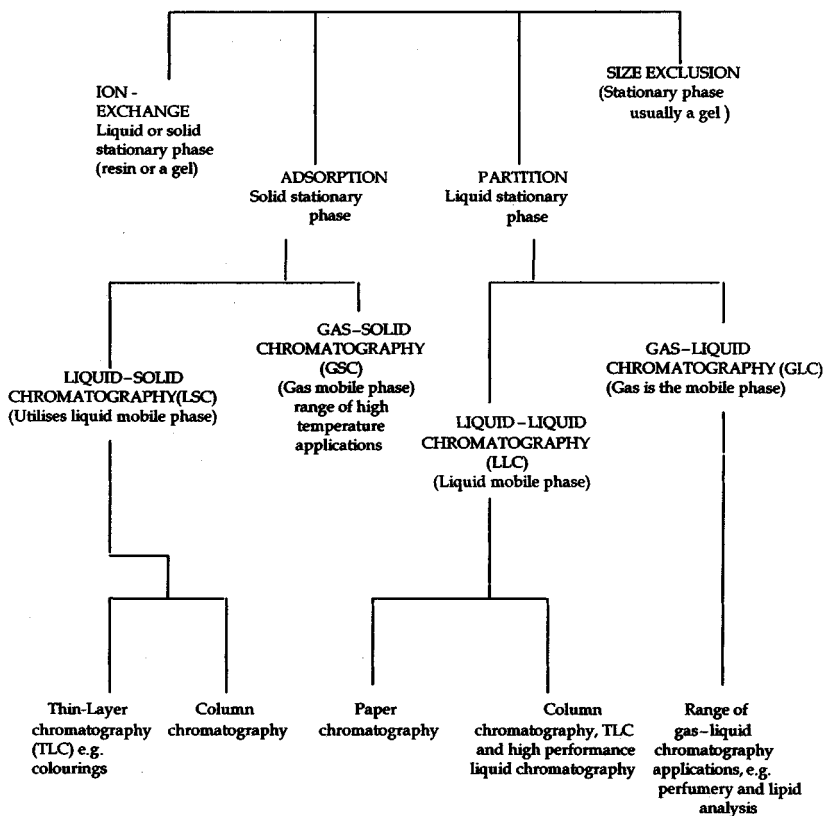 ION -
EXCHANGE
Liquid or solid
stationary phase
(resin or a gel)
SIZE EXCLUSION
(Stationary phase
usually a gel )
ADSORPTION
Solid stationary
phase
PARTITION
Liquid stationary
phase
LIQUID–SOLID
CHROMATOGRAPHY(LSC)
(Utilises liquid mobile phase)
GAS–SOLID
CHROMATOGRAPHY
(GSC)
(Gas mobile phase)
range of high
temperature
applications
LIQUID – LIQUID
CHROMATOGRAPHY
(LLC)
(Liquid mobile phase)
GAS–LIQUID
CHROMATOGRAPHY (GLC)
(Gas is the mobile phase)
Thin-Layer
chromatography
(TLC) e.g.
colourings
Column
chromatography
Paper
chromatography
Column
chromatography, TLC
and high performance
liquid chromatography
Range of
gas–liquid
chromatography
applications, e.g.
perfumery and lipid
analysis